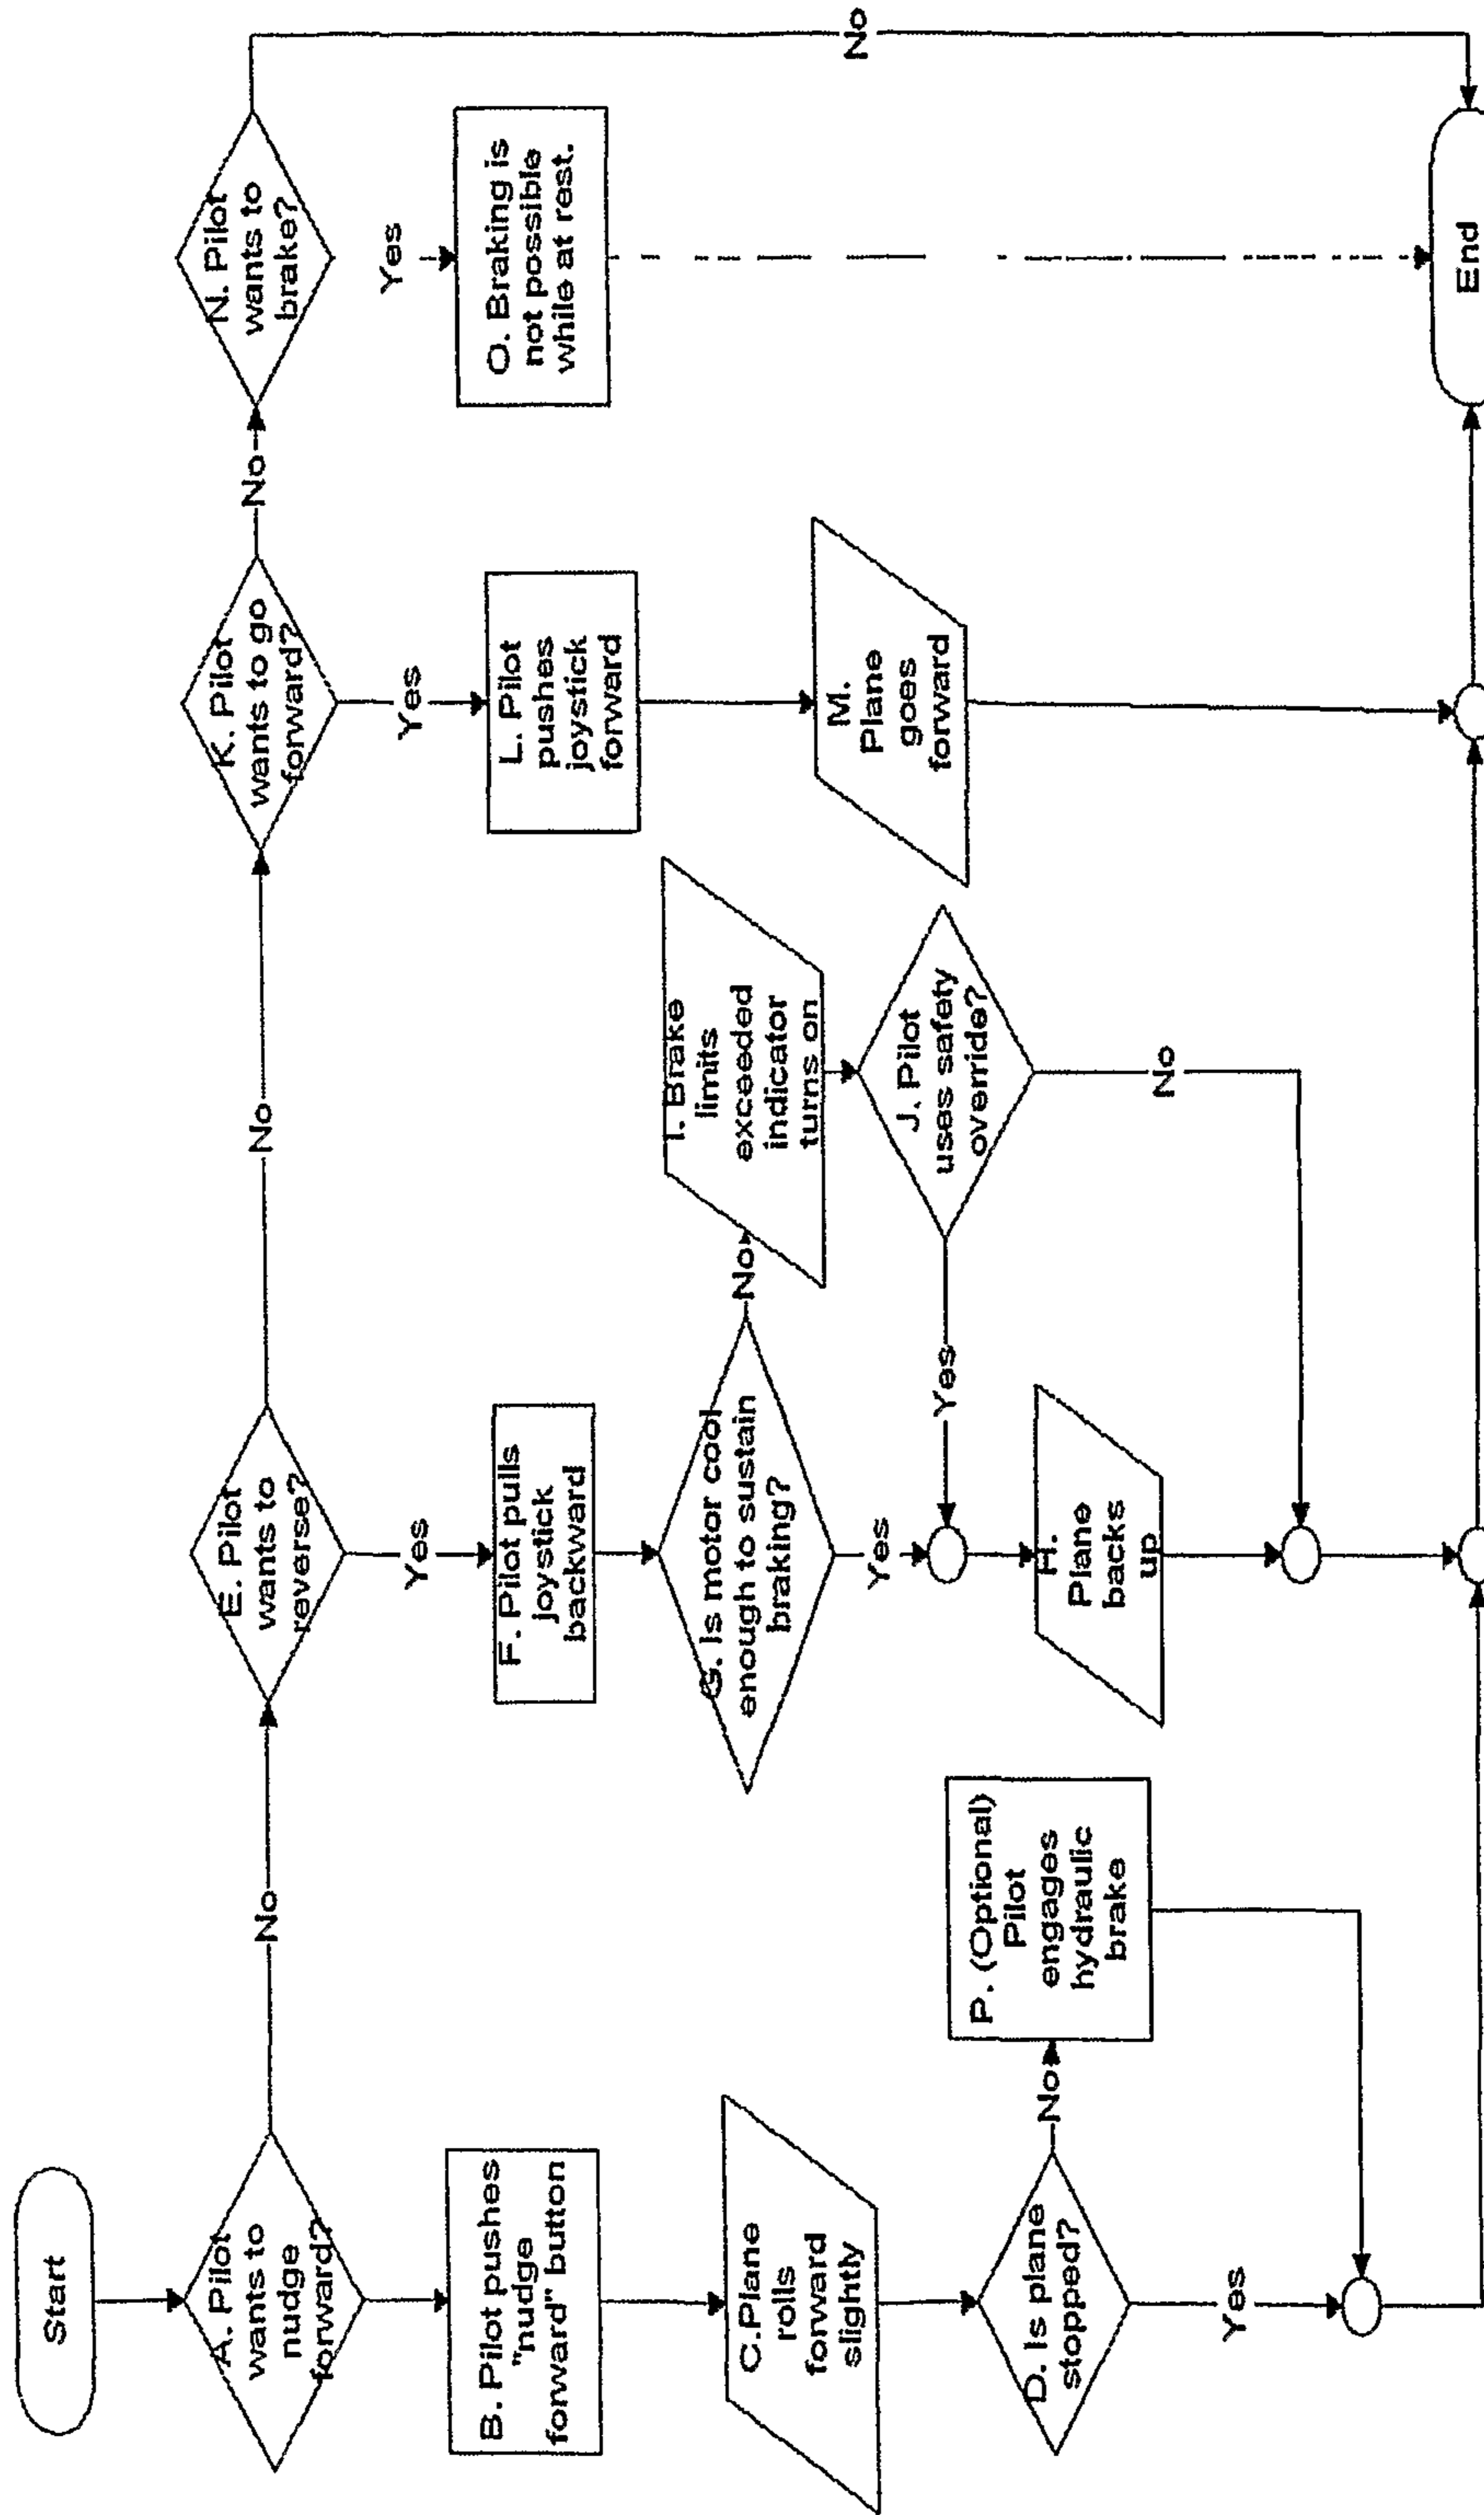 Start
A. Pilot
wants to
nudge
forward?
No
B. Pilot pushes
"nudge
forward" button
C.Plane
rolls
forward
slightly
D. Is plane
stopped?
No
Yes
P. (Optional)
Pilot
engages
hydraulic
brake
E. Pilot
wants to
reverse?
No
Yes
F. Pilot pulls
joystick
backward
G. Is motor cool
enough to sustain
braking?
No
Yes
H.
Plane
backs
up
I. Brake
limits
exceeded
indicator
turns on
J. Pilot
uses safety
override?
Yes
No
K. Pilot
wants to go
forward?
No
Yes
L. Pilot
pushes
joystick
forward
M.
Plane
goes
forward
N. Pilot
wants to
brake?
Yes
No
O. Braking is
not possible
while at rest.
End